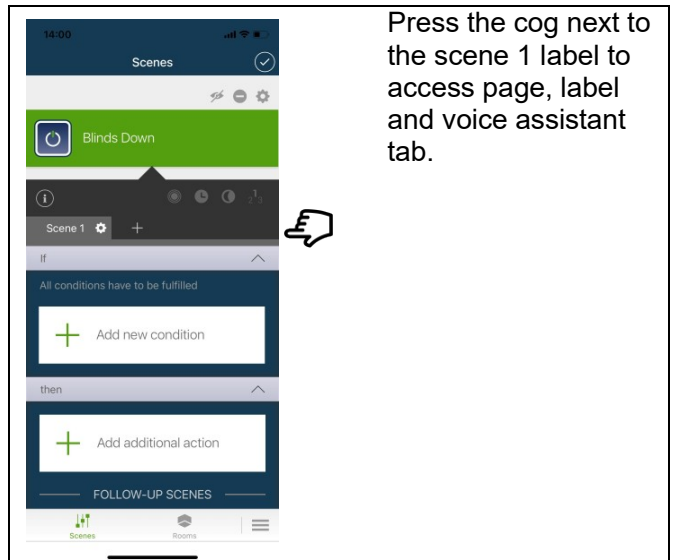 14:00
Scenes
Blinds Down
Scene 1
If
All conditions have to be fulfilled
Add new condition
then
Add additional action
FOLLOW-UP SCENES
Scenes Rooms
Press the cog next to
the scene 1 label to
access page, label
and voice assistant
tab.